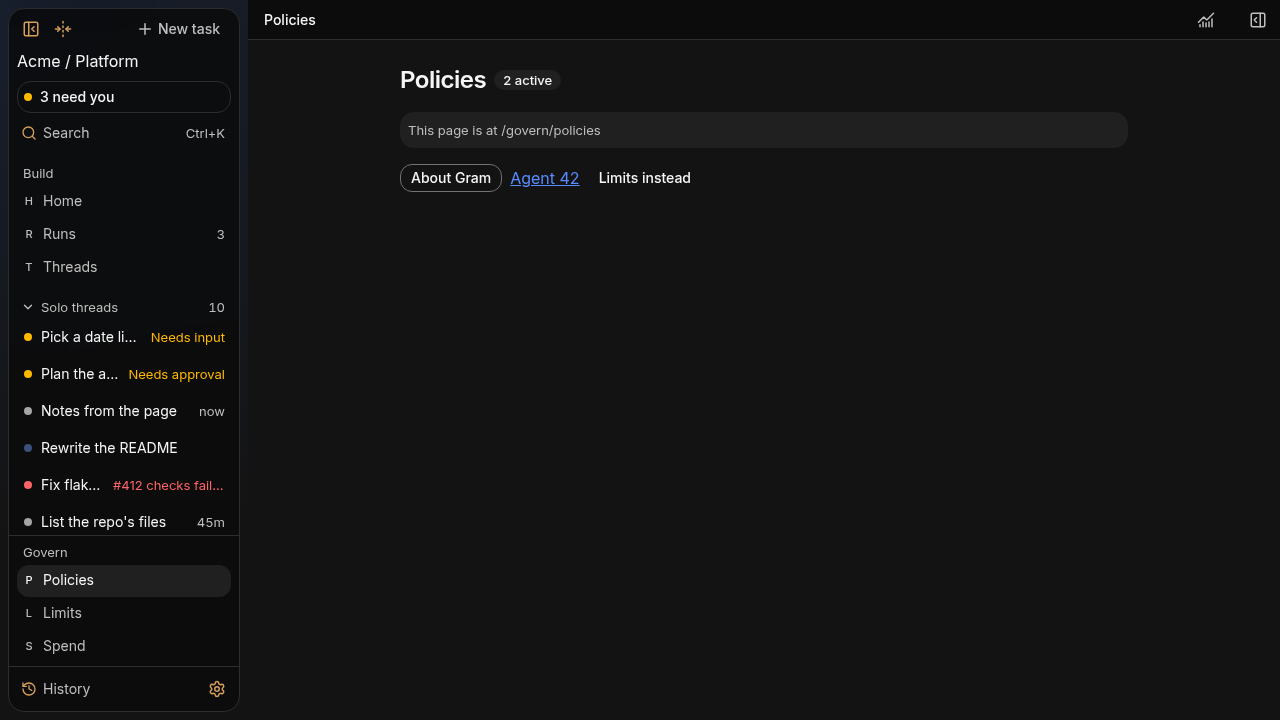 New task
Acme / Platform
3 need you
Search Ctrl+K
Build
H Home
R Runs 3
T Threads
Solo threads 10
Pick a date li... Needs input
Plan the a... Needs approval
Notes from the page now
Rewrite the README
Fix flak... #412 checks fail...
List the repo's files 45m
Govern
P Policies
L Limits
S Spend
History
Policies
Policies 2 active
This page is at /govern/policies
About Gram Agent 42 Limits instead